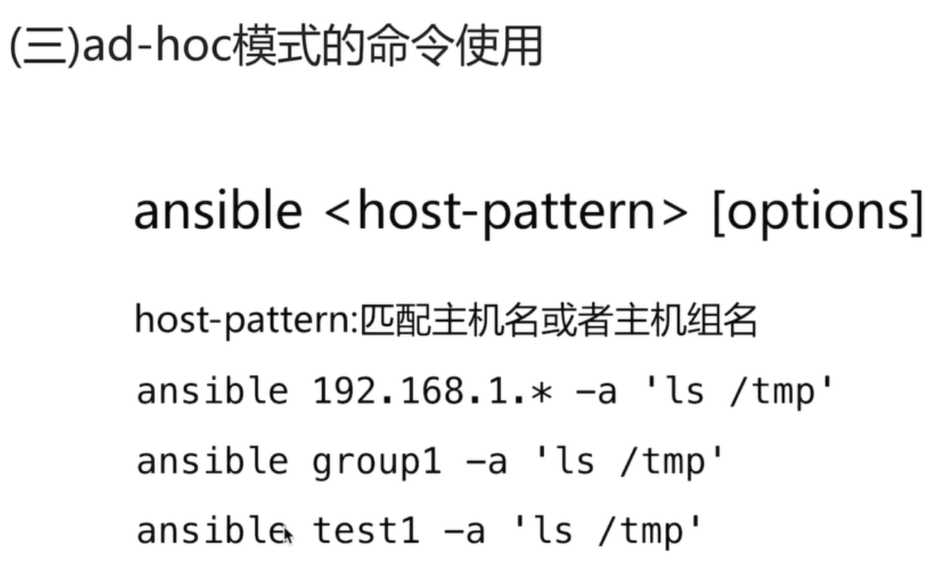 (三)ad-hoc模式的命令使用
ansible <host-pattern> [options]
host-pattern:匹配主机名或者主机组名
ansible 192.168.1.* -a 'ls /tmp'
ansible group1 -a 'ls /tmp'
ansible test1 -a 'ls /tmp'